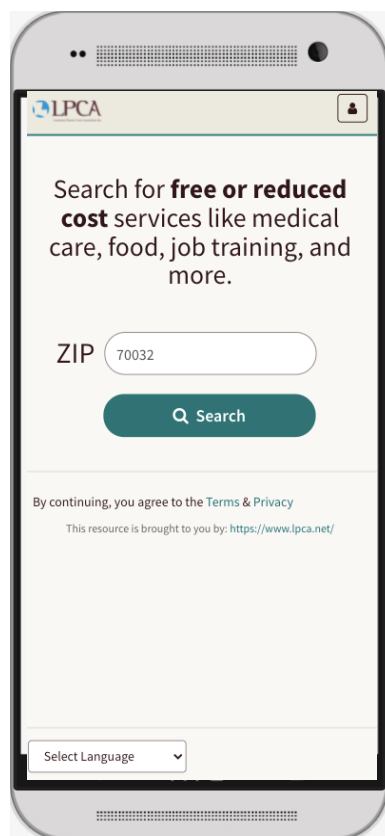 LPCA
Search for free or reduced
cost services like medical
care, food, job training, and
more.
ZIP 70032
Search
By continuing, you agree to the Terms & Privacy
This resource is brought to you by: https://www.lpca.net/
Select Language